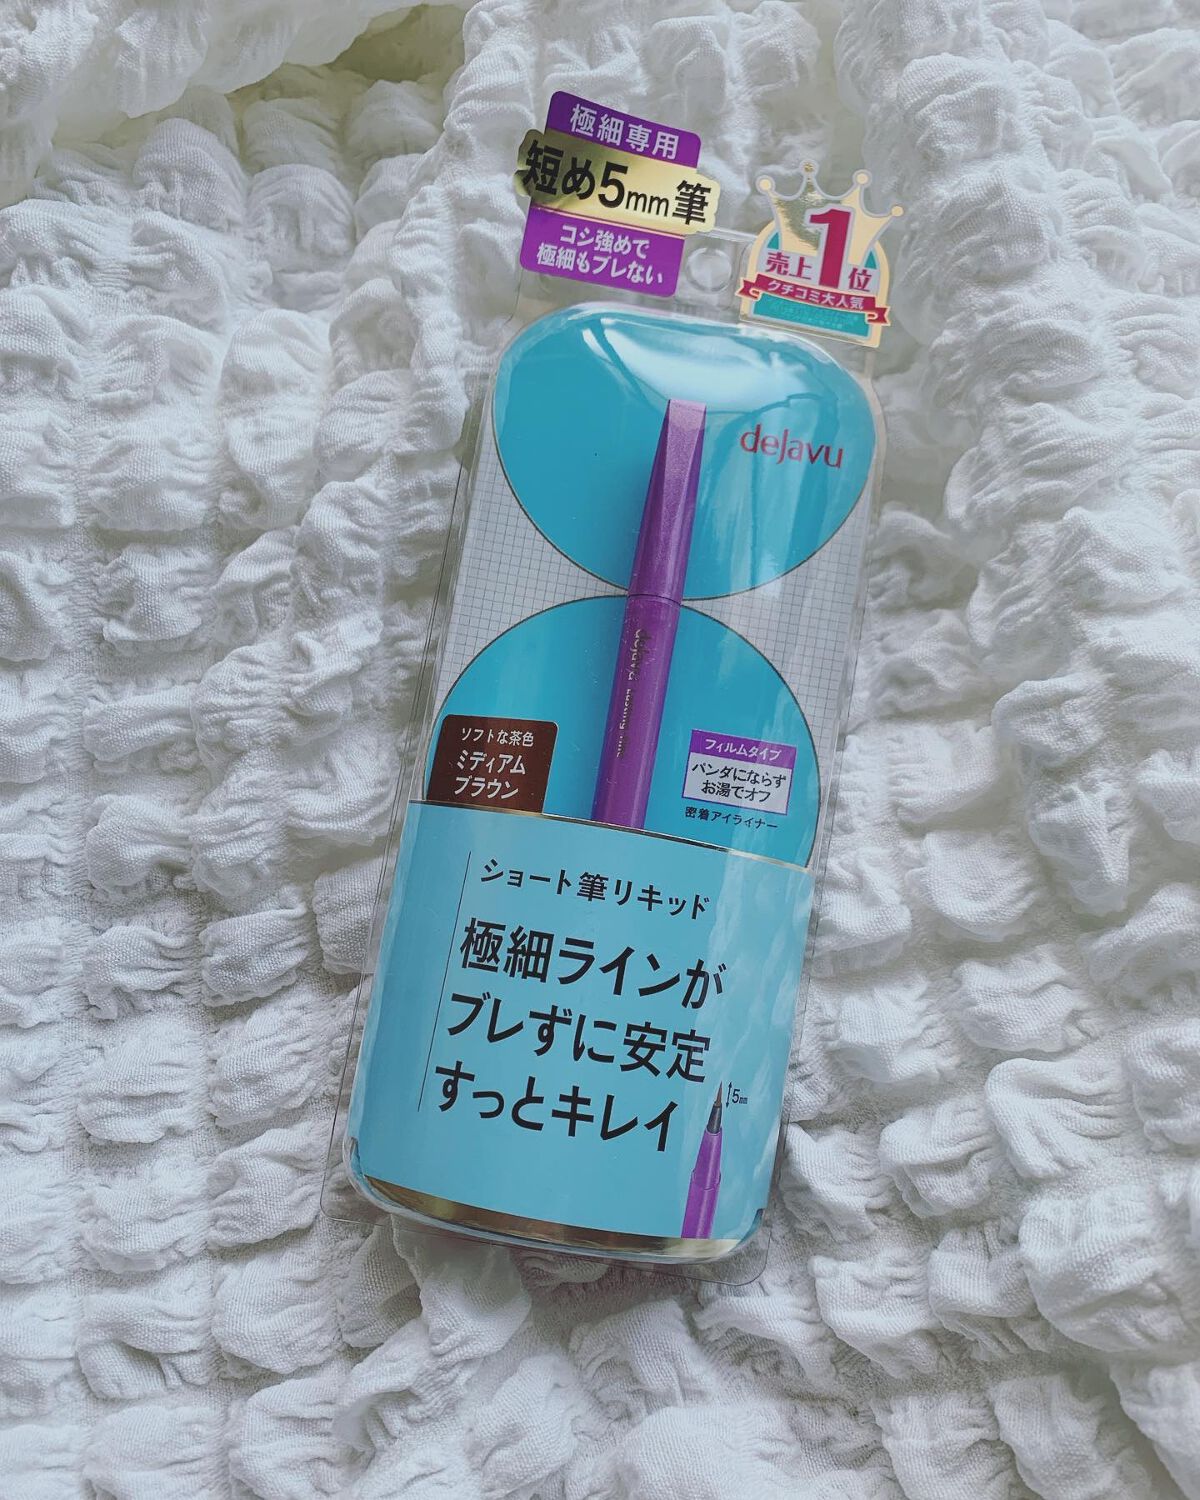 極細専用
短め5mm筆
コシ強めで
極細もブレない
売上1位
クチコミ大人気
dejavu
dejavu lasting-fine
ソフトな茶色
ミディアム
ブラウン
フィルムタイプ
パンダにならず
お湯でオフ
密着アイライナー
ショート筆リキッド
極細ラインが
ブレずに安定
すっとキレイ
5mm